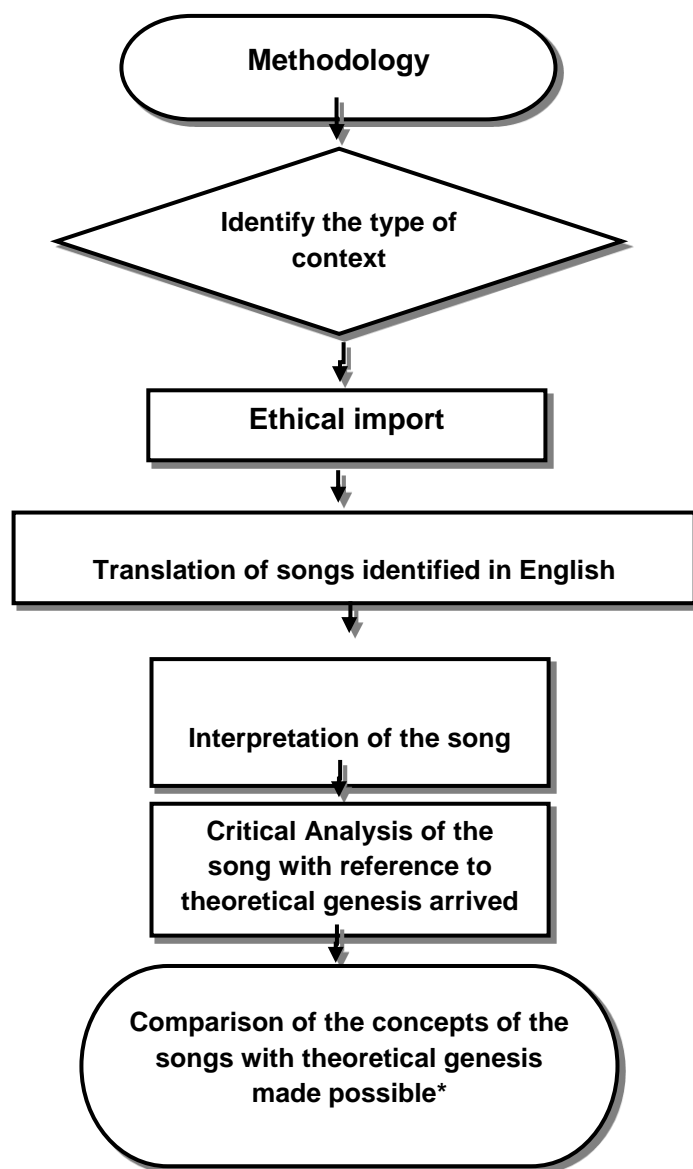 Methodology
Identify the type of
context
Ethical import
Translation of songs identified in English
Interpretation of the song
Critical Analysis of the
song with reference to
theoretical genesis arrived
Comparison of the concepts of the
songs with theoretical genesis
made possible*